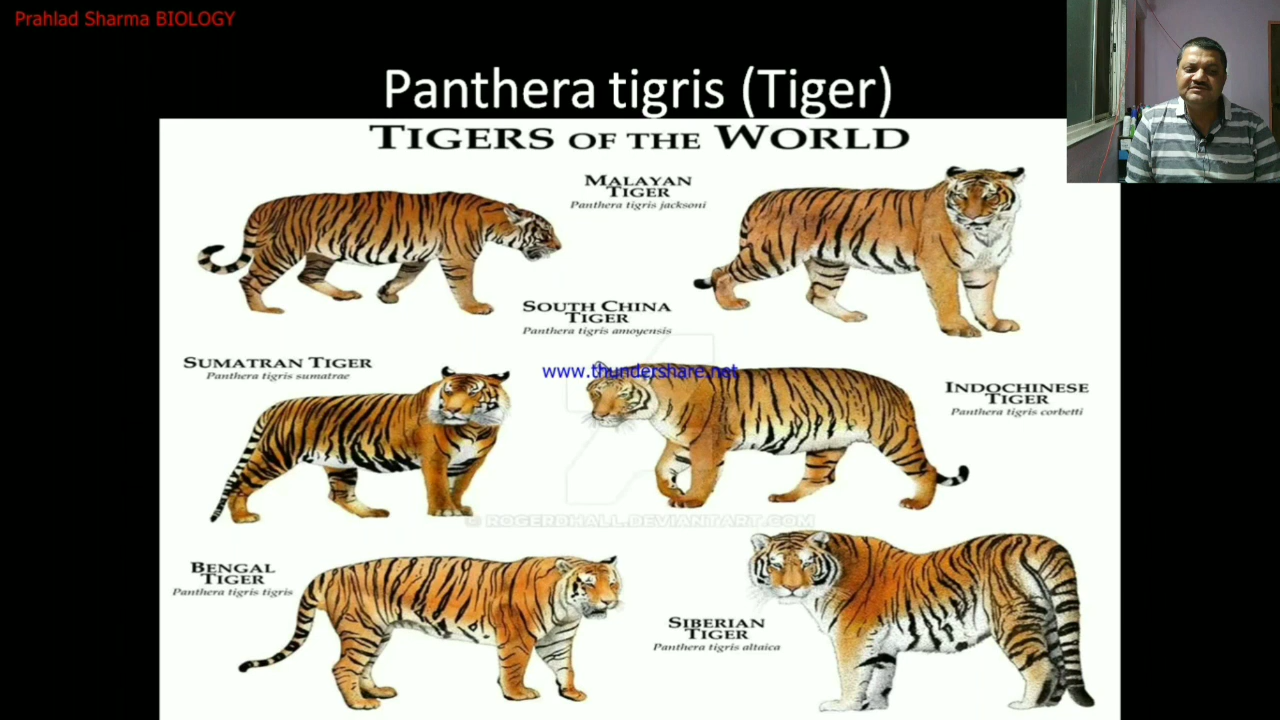 Prahlad Sharma BIOLOGY
Panthera tigris (Tiger)
TIGERS OF THE WORLD
MALAYAN
TIGER
Panthera tigris jacksoni
SOUTH CHINA
TIGER
Panthera tigris amoyensis
SUMATRAN TIGER
Panthera tigris sumatrae
www.thundershare.net
INDOCHINESE
TIGER
Panthera tigris corbetti
© ROGERDHALL.DEVIANTART.COM
BENGAL
TIGER
Panthera tigris tigris
SIBERIAN
TIGER
Panthera tigris altaica